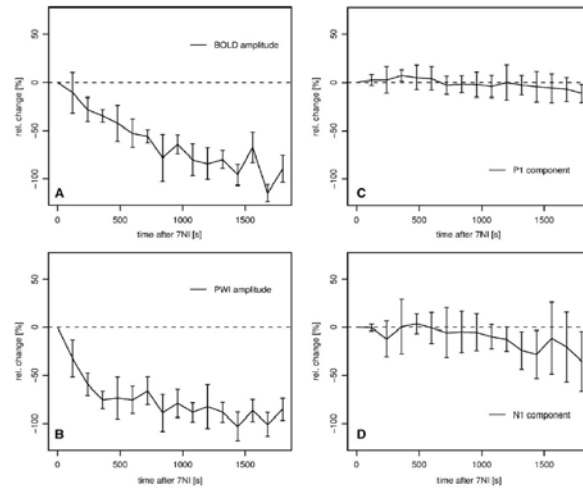 BOLD amplitude
rel. change [%]
50
0
−50
−100
A
0 500 1000 1500
time after 7NI [s]
P1 component
rel. change [%]
50
0
−50
−100
C
0 500 1000 1500
time after 7NI [s]
PWI amplitude
rel. change [%]
50
0
−50
−100
B
0 500 1000 1500
time after 7NI [s]
N1 component
rel. change [%]
50
0
−50
−100
D
0 500 1000 1500
time after 7NI [s]